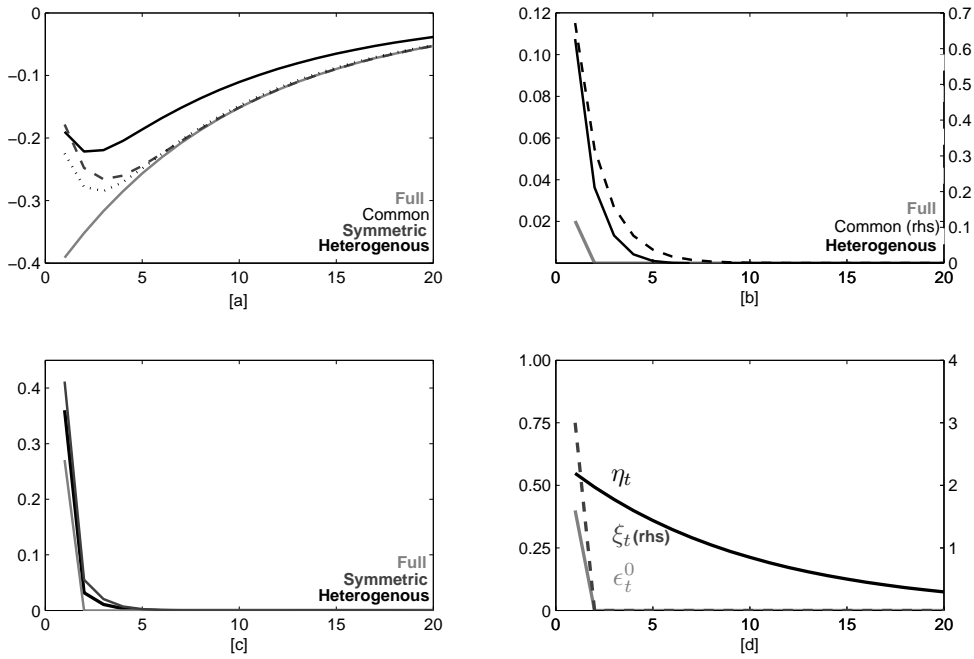 0
−0.1
−0.2
−0.3
−0.4
0 5 10 15 20
Full
Common
Symmetric
Heterogenous
[a]
0.12
0.10
0.08
0.06
0.04
0.02
0.7
0.6
0.5
0.4
0.3
0.2
0.1
0
0 5 10 15 20
Full
Common (rhs)
Heterogenous
[b]
0.4
0.3
0.2
0.1
0
0 5 10 15 20
Full
Symmetric
Heterogenous
[c]
1.00
0.75
0.50
0.25
0
4
3
2
1
0 5 10 15 20
η_t
ξ_t (rhs)
ϵ_t^0
[d]